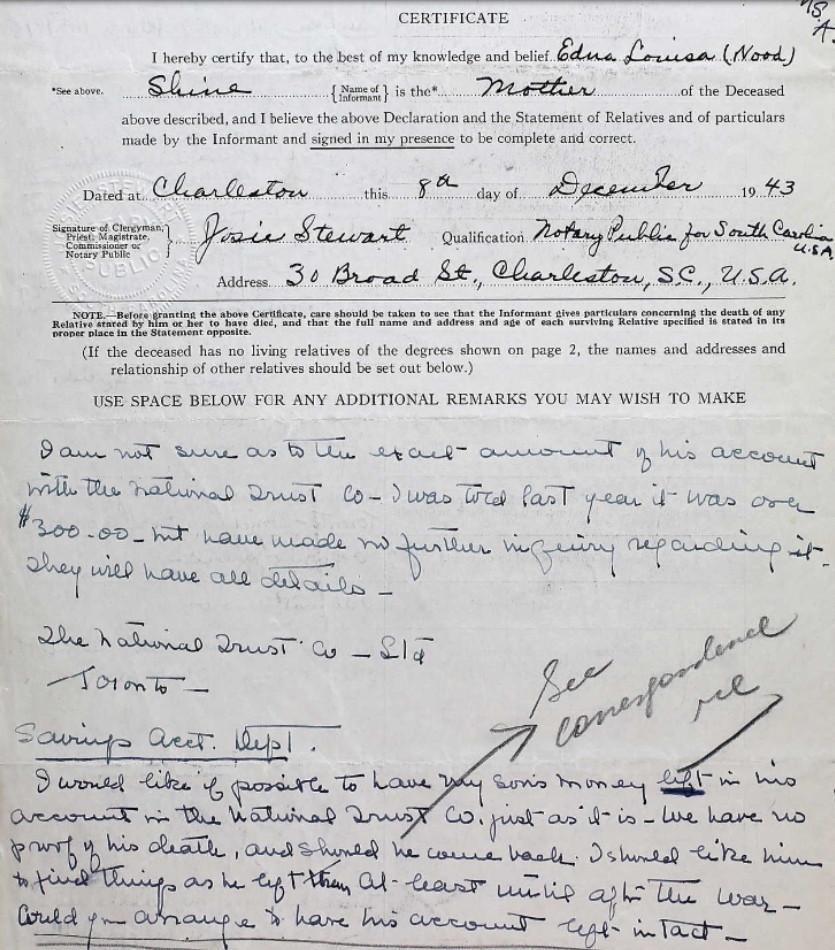 CERTIFICATE
U.S.
A.
I hereby certify that, to the best of my knowledge and belief Edna Louisa (Nood)
*See above. Shine {Name of Informant} is the* Mother of the Deceased
above described, and I believe the above Declaration and the Statement of Relatives and of particulars
made by the Informant and signed in my presence to be complete and correct.
Dated at Charleston this 8th day of December 1943
Signature of Clergyman, Priest, Magistrate, Commissioner or Notary Public } Josie Stewart Qualification Notary Public for South Carolina
U.S.A
Address 30 Broad St., Charleston, S.C., U.S.A.
NOTE.—Before granting the above Certificate, care should be taken to see that the Informant gives particulars concerning the death of any
Relative stated by him or her to have died, and that the full name and address and age of each surviving Relative specified is stated in its
proper place in the Statement opposite.
(If the deceased has no living relatives of the degrees shown on page 2, the names and addresses and
relationship of other relatives should be set out below.)
USE SPACE BELOW FOR ANY ADDITIONAL REMARKS YOU MAY WISH TO MAKE
I am not sure as to the exact amount of his account
with the National Trust Co - I was told last year it was over
$300.00 - but have made no further inquiry regarding it.
They will have all details -
The National Trust Co - Ltd
Toronto -
See
correspondence
re
Savings Acct. Dept.
I would like if possible to have my son's money left in his
account in the National Trust Co. just as it is - We have no
proof of his death, and should he come back I should like him
to find things as he left them at least until after the war -
Could you arrange to have his account left intact -